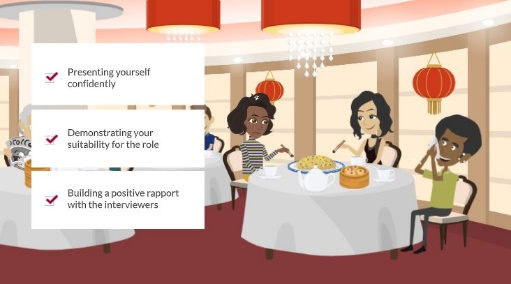 Presenting yourself
confidently
Demonstrating your
suitability for the role
Building a positive rapport
with the interviewers